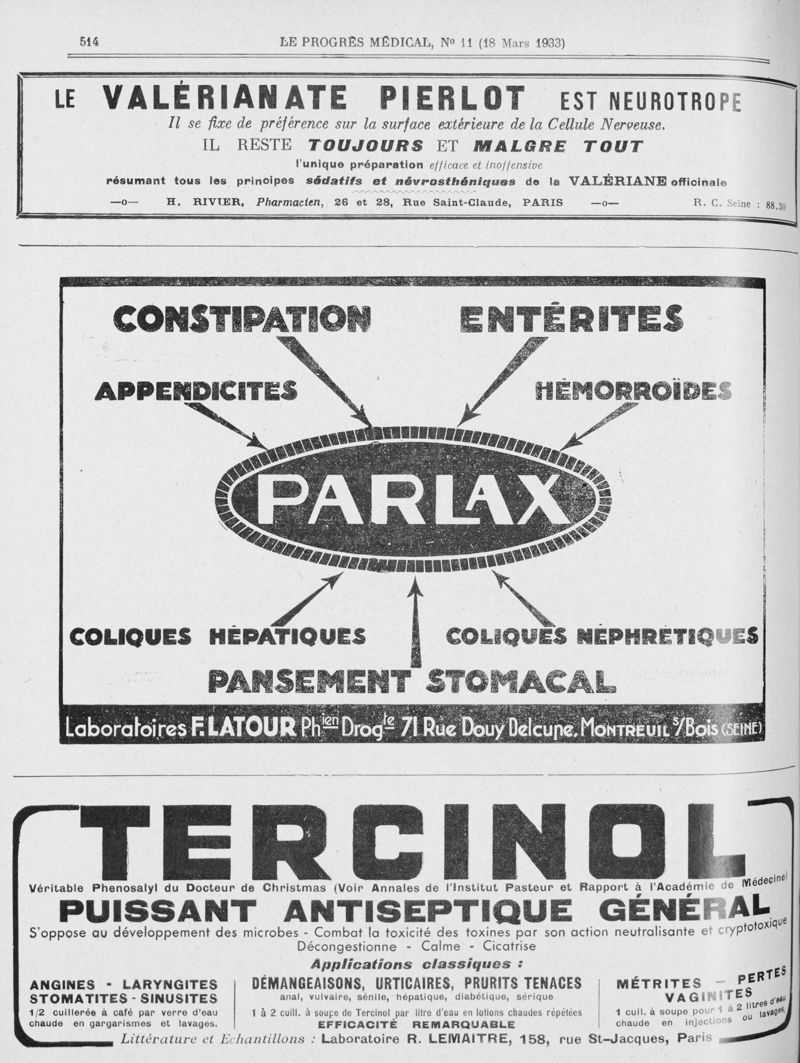 514
LE PROGRÈS MÉDICAL, No 11 (18 Mars 1933)
LE VALÉRIANATE PIERLOT EST NEUROTROPE
Il se fixe de préférence sur la surface extérieure de la Cellule Nerveuse.
IL RESTE TOUJOURS ET MALGRE TOUT
l'unique préparation efficace et inoffensive
résumant tous les principes sédatifs et névrosthéniques de la VALÉRIANE officinale
—o— H. RIVIER, Pharmacien, 26 et 28, Rue Saint-Claude, PARIS —o— R. C. Seine : 88.30
CONSTIPATION ENTÉRITES
APPENDICITES HÉMORROÏDES
PARLAX
COLIQUES HÉPATIQUES COLIQUES NÉPHRÉTIQUES
PANSEMENT STOMACAL
Laboratoires F. LATOUR Phien Drogte 71 Rue Douy Delcupe. MONTREUIL s/Bois (SEINE)
TERCINOL
Véritable Phenosalyl du Docteur de Christmas (Voir Annales de l'Institut Pasteur et Rapport à l'Académie de Médecine)
PUISSANT ANTISEPTIQUE GÉNÉRAL
S'oppose au développement des microbes - Combat la toxicité des toxines par son action neutralisante et cryptotoxique
Décongestionne - Calme - Cicatrise
Applications classiques :
ANGINES - LARYNGITES
STOMATITES - SINUSITES
1/2 cuillerée à café par verre d'eau
chaude en gargarismes et lavages.
DÉMANGEAISONS, URTICAIRES, PRURITS TENACES
anal, vulvaire, sénile, hépatique, diabétique, sérique
1 à 2 cuill. à soupe de Tercinol par litre d'eau en lotions chaudes répétées
EFFICACITÉ REMARQUABLE
MÉTRITES — PERTES
VAGINITES
1 cuil. à soupe pour 1 à 2 litres d'eau
chaude en injections ou lavages.
Littérature et Echantillons : Laboratoire R. LEMAITRE, 158, rue St-Jacques, Paris